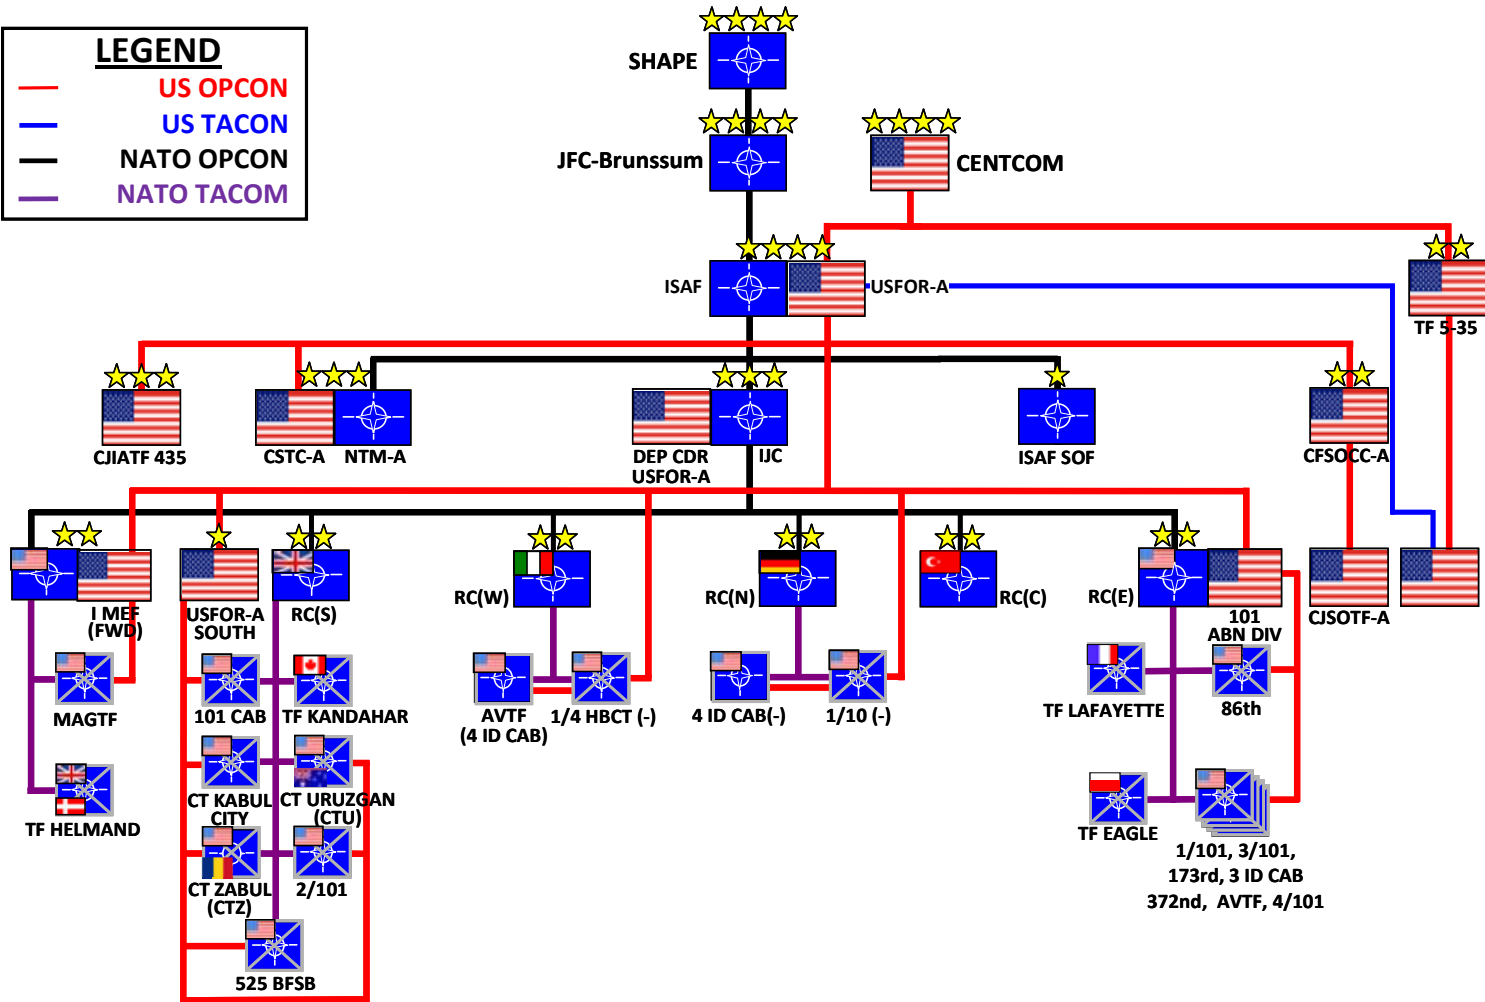 LEGEND
US OPCON
US TACON
NATO OPCON
NATO TACOM
SHAPE
JFC-Brunssum
CENTCOM
ISAF
USFOR-A
TF 5-35
CJIATF 435
CSTC-A
NTM-A
DEP CDR
USFOR-A
IJC
ISAF SOF
CFSOCC-A
I MEF
(FWD)
USFOR-A
SOUTH
RC(S)
RC(W)
RC(N)
RC(C)
RC(E)
101
ABN DIV
CJSOTF-A
MAGTF
101 CAB
TF KANDAHAR
AVTF
(4 ID CAB)
1/4 HBCT (-)
4 ID CAB(-)
1/10 (-)
TF LAFAYETTE
86th
TF HELMAND
CT KABUL
CITY
CT URUZGAN
(CTU)
TF EAGLE
CT ZABUL
(CTZ)
2/101
1/101, 3/101,
173rd, 3 ID CAB
372nd, AVTF, 4/101
525 BFSB